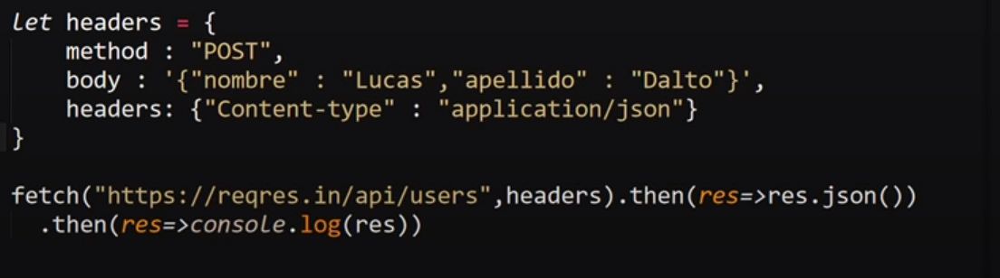 let headers = {
    method : "POST",
    body : '{"nombre" : "Lucas","apellido" : "Dalto"}',
    headers: {"Content-type" : "application/json"}
}
fetch("https://reqres.in/api/users",headers).then(res=>res.json())
  .then(res=>console.log(res))